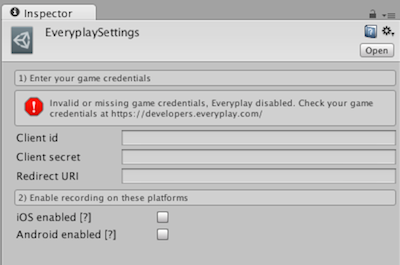 Inspector
EveryplaySettings
Open
1) Enter your game credentials
Invalid or missing game credentials, Everyplay disabled. Check your game
credentials at https://developers.everyplay.com/
Client id
Client secret
Redirect URI
2) Enable recording on these platforms
iOS enabled [?]
Android enabled [?]